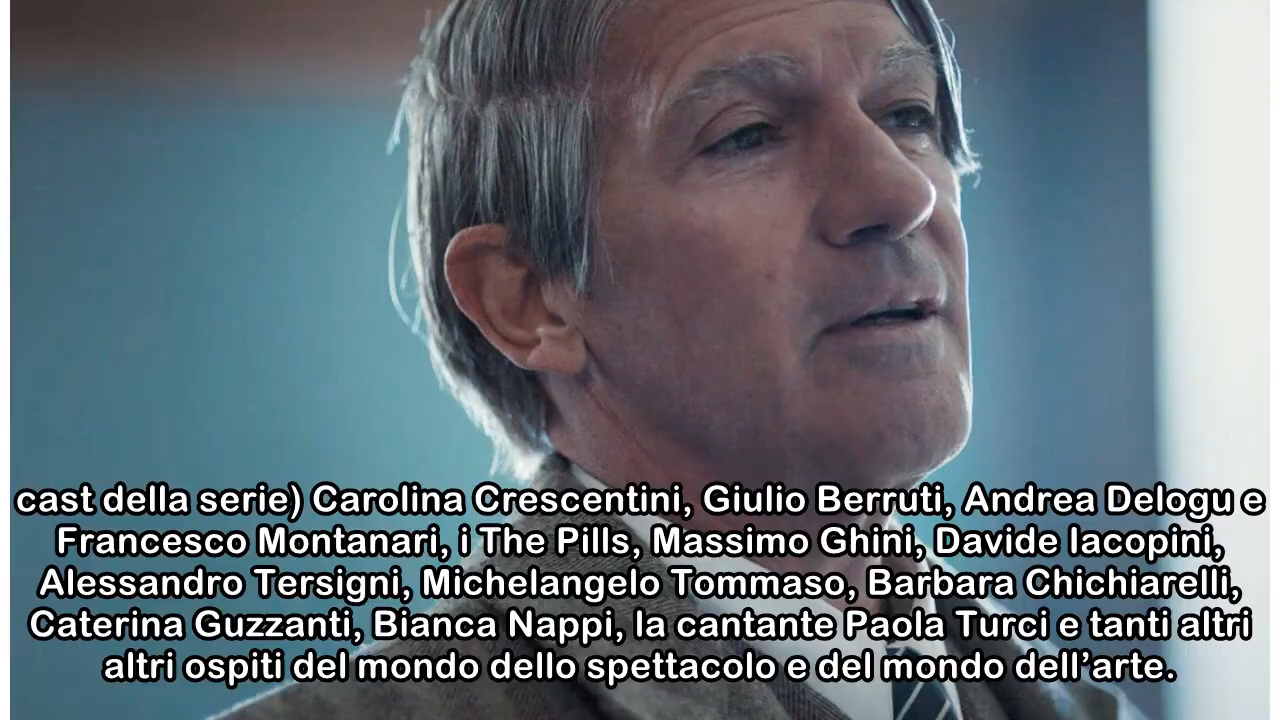 cast della serie) Carolina Crescentini, Giulio Berruti, Andrea Delogu e
Francesco Montanari, i The Pills, Massimo Ghini, Davide Iacopini,
Alessandro Tersigni, Michelangelo Tommaso, Barbara Chichiarelli,
Caterina Guzzanti, Bianca Nappi, la cantante Paola Turci e tanti altri
altri ospiti del mondo dello spettacolo e del mondo dell’arte.